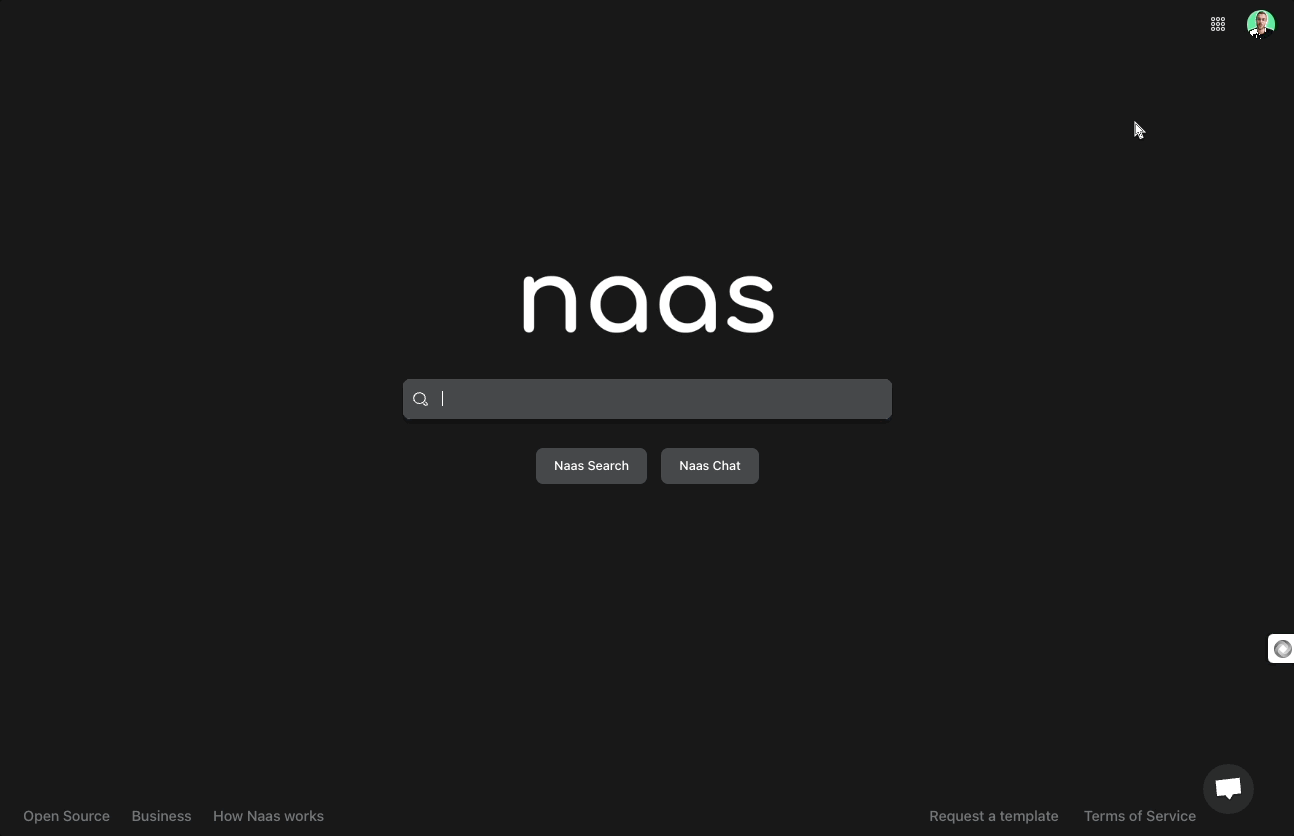 naas
Naas Search
Naas Chat
Open Source
Business
How Naas works
Request a template
Terms of Service